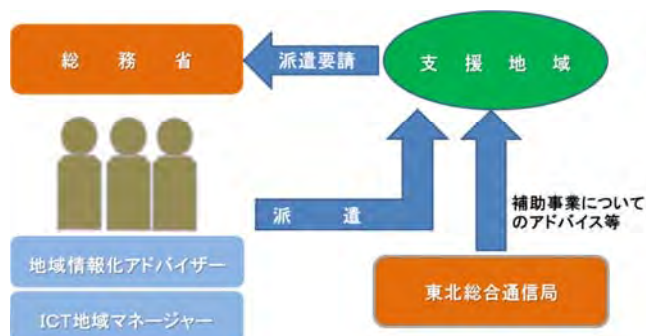 総務省
派遣要請
支援地域
派遣
補助事業について
のアドバイス等
地域情報化アドバイザー
東北総合通信局
ICT地域マネージャー